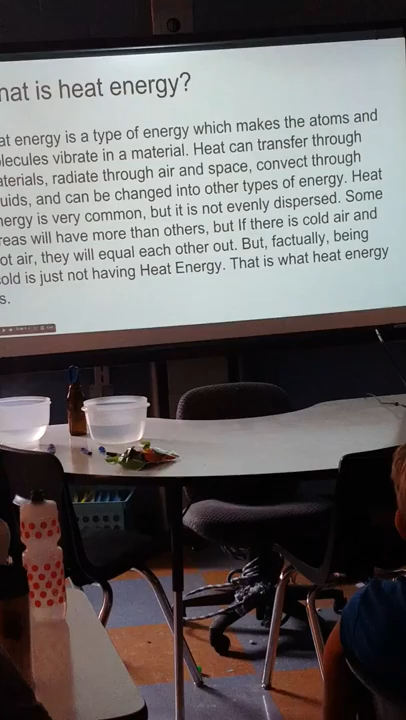 hat is heat energy?
at energy is a type of energy which makes the atoms and
olecules vibrate in a material. Heat can transfer through
aterials, radiate through air and space, convect through
uids, and can be changed into other types of energy. Heat
nergy is very common, but it is not evenly dispersed. Some
reas will have more than others, but If there is cold air and
ot air, they will equal each other out. But, factually, being
old is just not having Heat Energy. That is what heat energy
s.